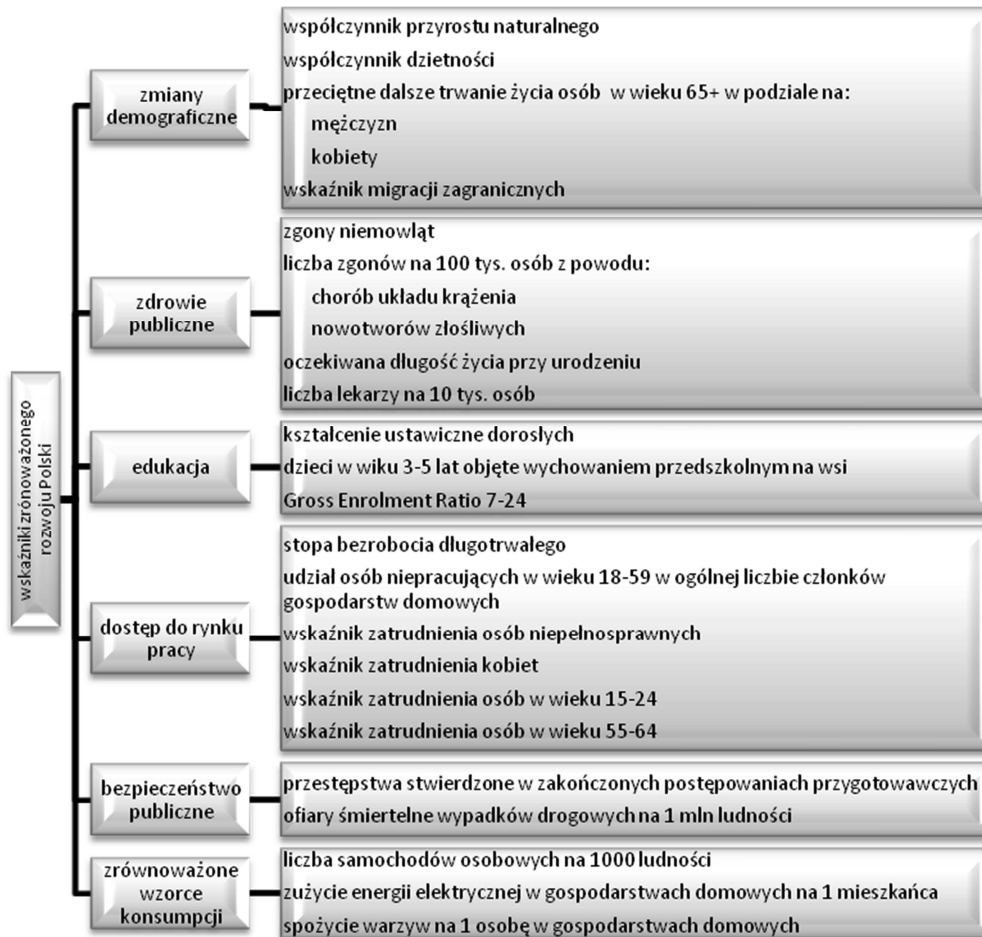 wskaźniki zrónoważonego
rozwoju Polski
zmiany
demograficzne
współczynnik przyrostu naturalnego
współczynnik dzietności
przeciętne dalsze trwanie życia osób w wieku 65+ w podziale na:
mężczyzn
kobiety
wskaźnik migracji zagranicznych
zdrowie
publiczne
zgony niemowląt
liczba zgonów na 100 tys. osób z powodu:
chorób układu krążenia
nowotworów złośliwych
oczekiwana długość życia przy urodzeniu
liczba lekarzy na 10 tys. osób
edukacja
kształcenie ustawiczne dorosłych
dzieci w wiku 3-5 lat objęte wychowaniem przedszkolnym na wsi
Gross Enrolment Ratio 7-24
dostęp do rynku
pracy
stopa bezrobocia długotrwałego
udział osób niepracujących w wieku 18-59 w ogólnej liczbie członków
gospodarstw domowych
wskaźnik zatrudnienia osób niepełnosprawnych
wskaźnik zatrudnienia kobiet
wskaźnik zatrudnienia osób w wieku 15-24
wskaźnik zatrudnienia osób w wieku 55-64
bezpieczeństwo
publiczne
przestępstwa stwierdzone w zakończonych postępowaniach przygotowawczych
ofiary śmiertelne wypadków drogowych na 1 mln ludności
zrównoważone
wzorce
konsumpcji
liczba samochodów osobowych na 1000 ludności
zużycie energii elektrycznej w gospodarstwach domowych na 1 mieszkańca
spożycie warzyw na 1 osobę w gospodarstwach domowych